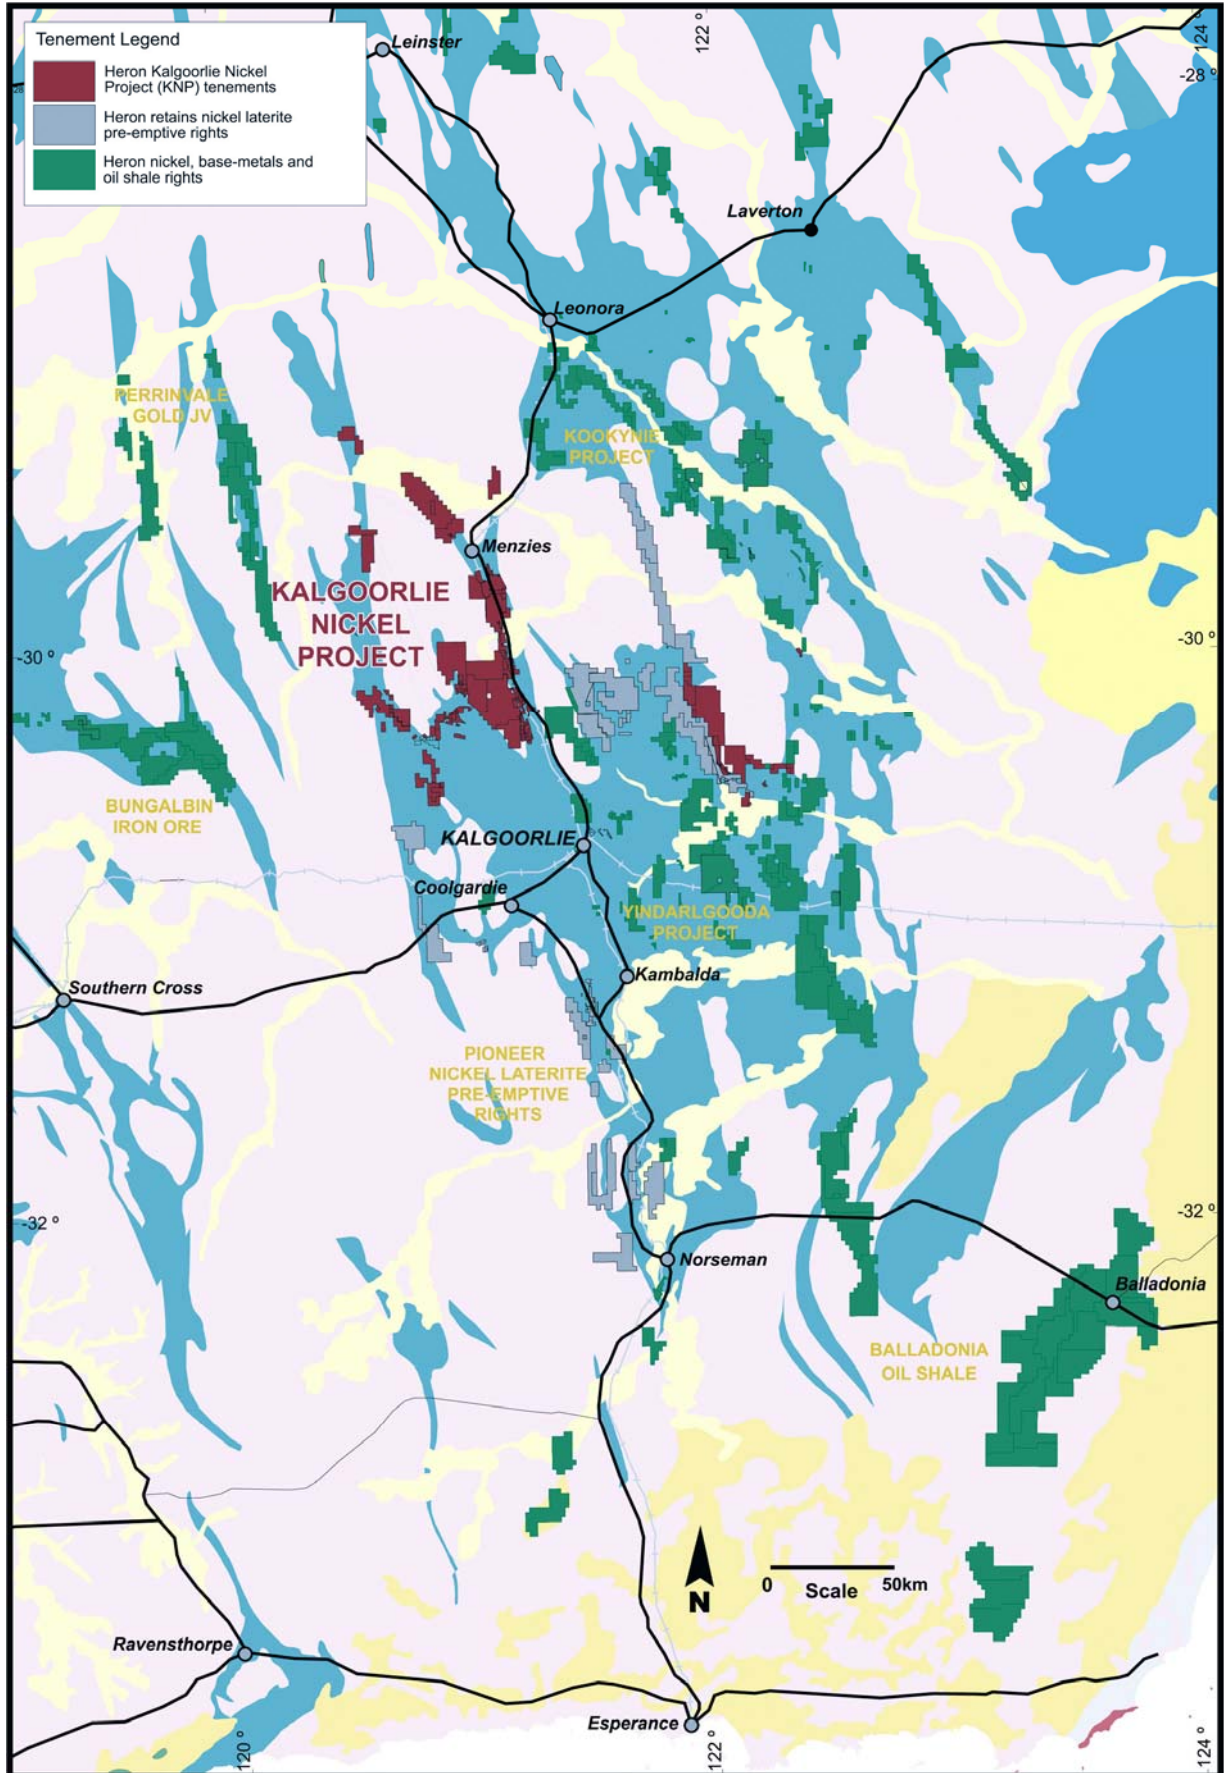 Tenement Legend
Heron Kalgoorlie Nickel
Project (KNP) tenements
Heron retains nickel laterite
pre-emptive rights
Heron nickel, base-metals and
oil shale rights
Leinster
122 º
124 º
-28 º
28
Laverton
Leonora
PERRINVALE
GOLD JV
KOOKYNIE
PROJECT
Menzies
KALGOORLIE
NICKEL
PROJECT
-30 º
-30 º
BUNGALBIN
IRON ORE
KALGOORLIE
Coolgardie
YINDARLGOODA
PROJECT
Kambalda
Southern Cross
PIONEER
NICKEL LATERITE
PRE-EMPTIVE
RIGHTS
-32 º
-32 º
Norseman
Balladonia
BALLADONIA
OIL SHALE
N
0
Scale
50km
Ravensthorpe
Esperance
120 º
122 º
124 º